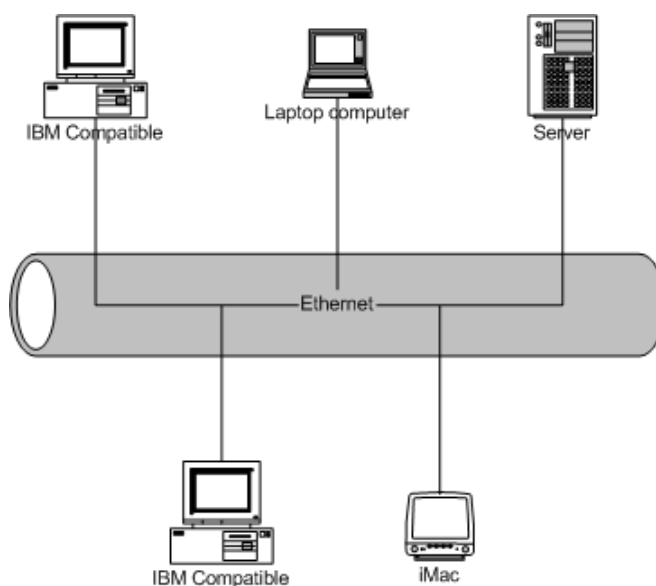 IBM Compatible
Laptop computer
Server
Ethernet
IBM Compatible
iMac